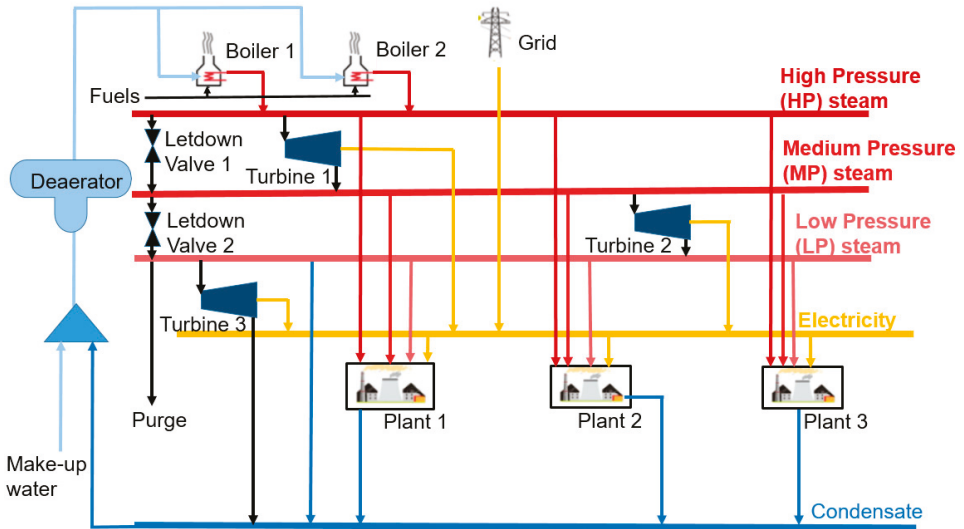 Boiler 1
Boiler 2
Grid
Fuels
High Pressure
(HP) steam
Letdown
Valve 1
Turbine 1
Medium Pressure
(MP) steam
Deaerator
Letdown
Valve 2
Turbine 2
Low Pressure
(LP) steam
Turbine 3
Electricity
Purge
Plant 1
Plant 2
Plant 3
Make-up
water
Condensate